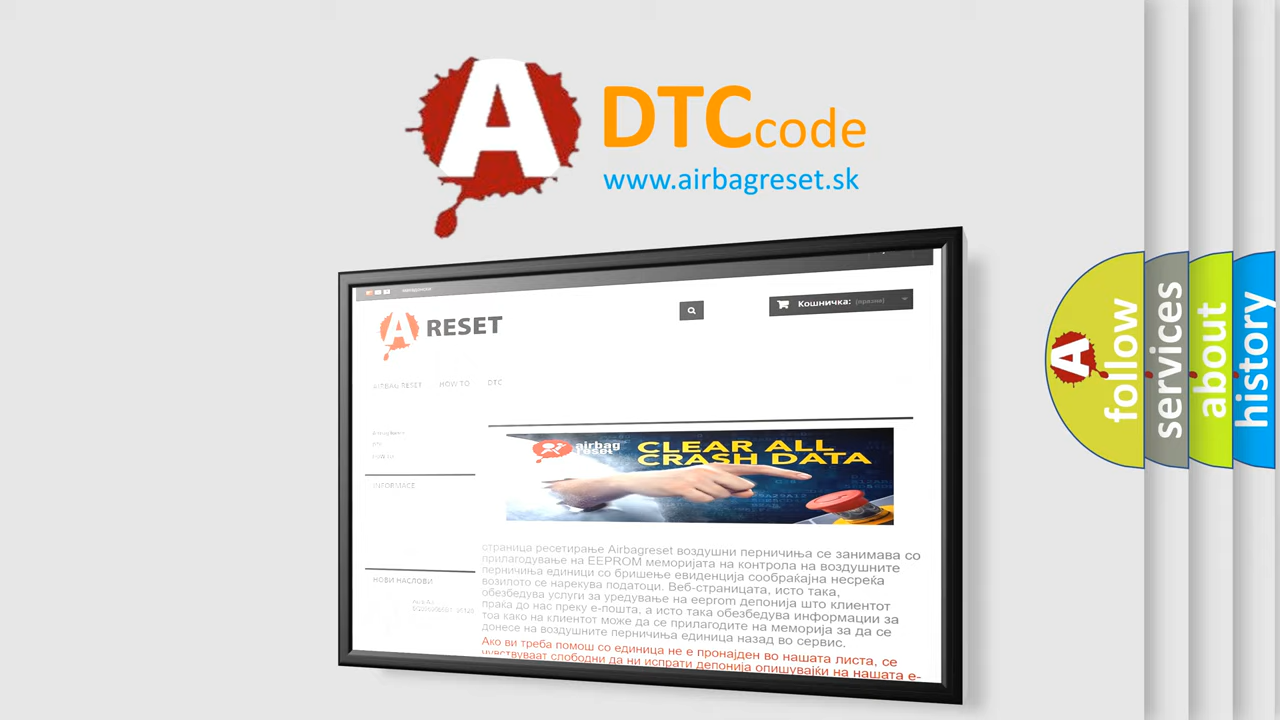 A DTCcode
www.airbagreset.sk
Кошничка: (празни)
A RESET
AIRBAG RESET HOW TO DTC
airbag
reset
CLEAR ALL
CRASH DATA
INFORMACE
страница ресетирање Airbagreset воздушни перничиња се занимава со
прилагодување на EEPROM меморијата на контрола на воздушните
перничиња единици со бришење евиденција сообраќајна несреќа
возилото се нарекува податоци. Веб-страницата, исто така,
обезбедува услуги за уредување на eeprom депонија што клиентот
праќа до нас преку е-пошта, а исто така обезбедува информации за
тоа како на клиентот може да се прилагодите на меморија за да се
донесе на воздушните перничиња единица назад во сервис.
Ако ви треба помош со единица не е пронајден во нашата листа, се
чувствуваат слободни да ни испрати депонија опишувајќи на нашата е-
НОВИ НАСЛОВИ
A follow
services
about
history